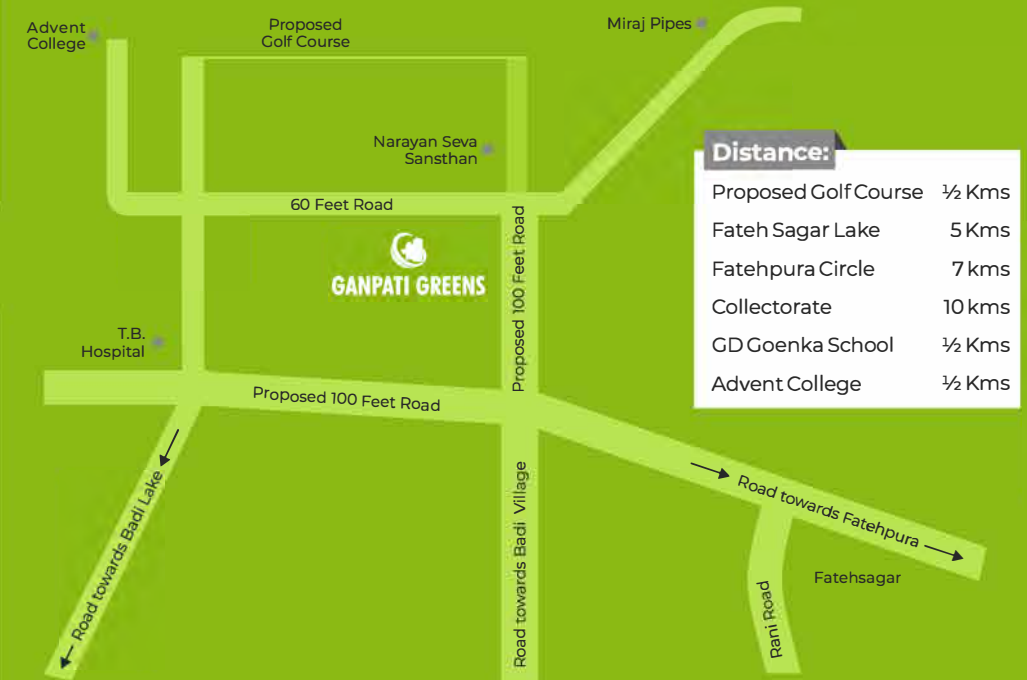 Advent
College
Proposed
Golf Course
Miraj Pipes
Narayan Seva
Sansthan
60 Feet Road
GANPATI GREENS
Proposed 100 Feet Road
T.B.
Hospital
Proposed 100 Feet Road
Road towards Badi Lake
Road towards Badi Village
Road towards Fatehpura
Rani Road
Fatehsagar
Distance:
Proposed Golf Course ½ Kms
Fateh Sagar Lake 5 Kms
Fatehpura Circle 7 kms
Collectorate 10 kms
GD Goenka School ½ Kms
Advent College ½ Kms